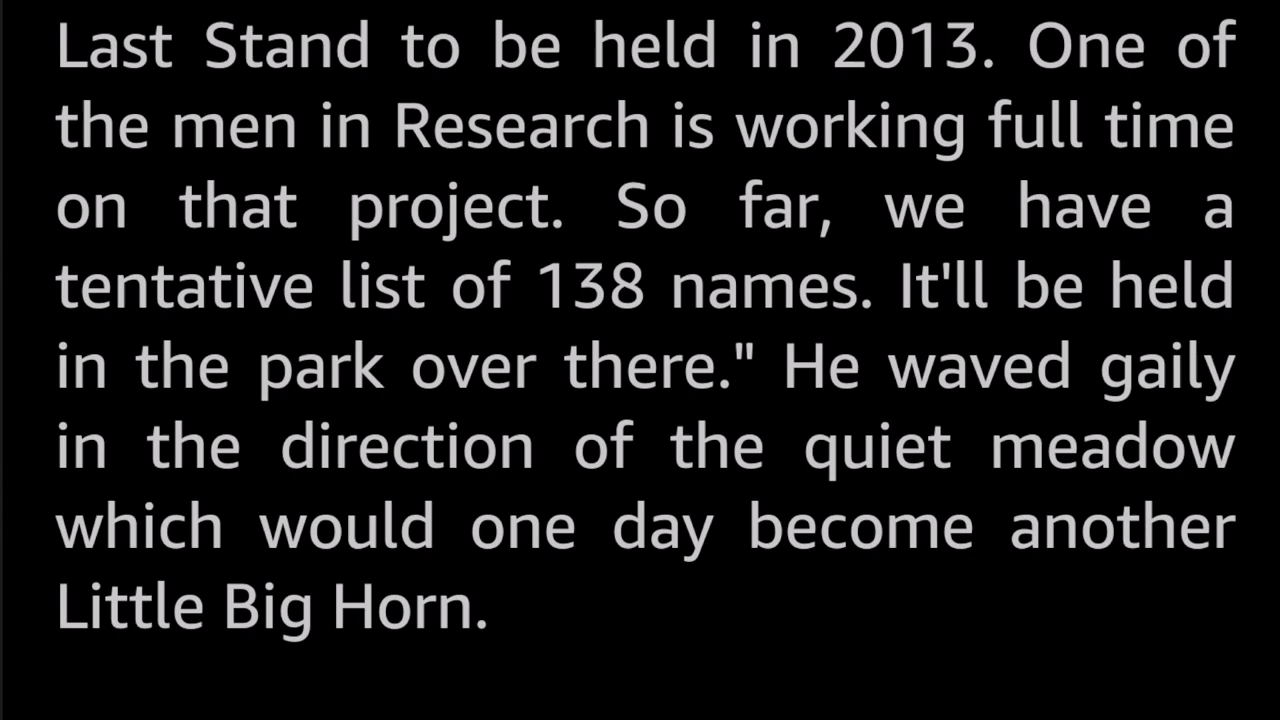 Last Stand to be held in 2013. One of
the men in Research is working full time
on that project. So far, we have a
tentative list of 138 names. It'll be held
in the park over there." He waved gaily
in the direction of the quiet meadow
which would one day become another
Little Big Horn.